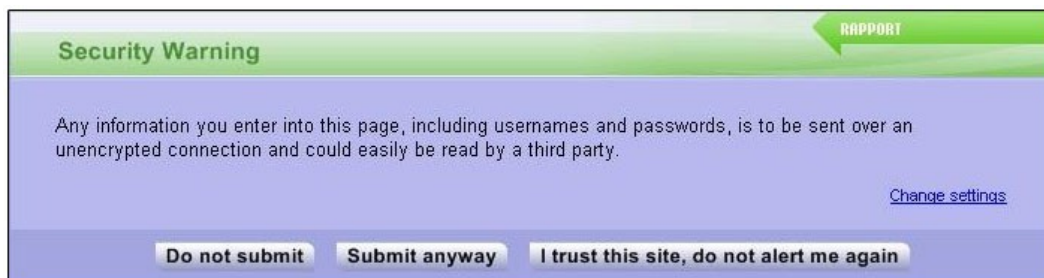 RAPPORT
Security Warning
Any information you enter into this page, including usernames and passwords, is to be sent over an
unencrypted connection and could easily be read by a third party.
Change settings
Do not submit Submit anyway I trust this site, do not alert me again